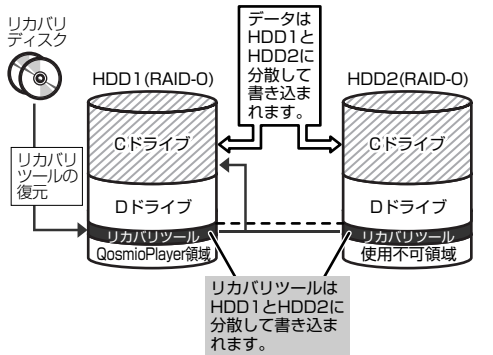 リカバリ
ディスク
データは
HDD1と
HDD2に
分散して
書き込ま
れます。
HDD1(RAID-0)
HDD2(RAID-0)
Cドライブ
Cドライブ
リカバリ
ツールの
復元
Dドライブ
Dドライブ
リカバリツール
リカバリツール
QosmioPlayer領域
使用不可領域
リカバリツールは
HDD1とHDD2に
分散して書き込ま
れます。